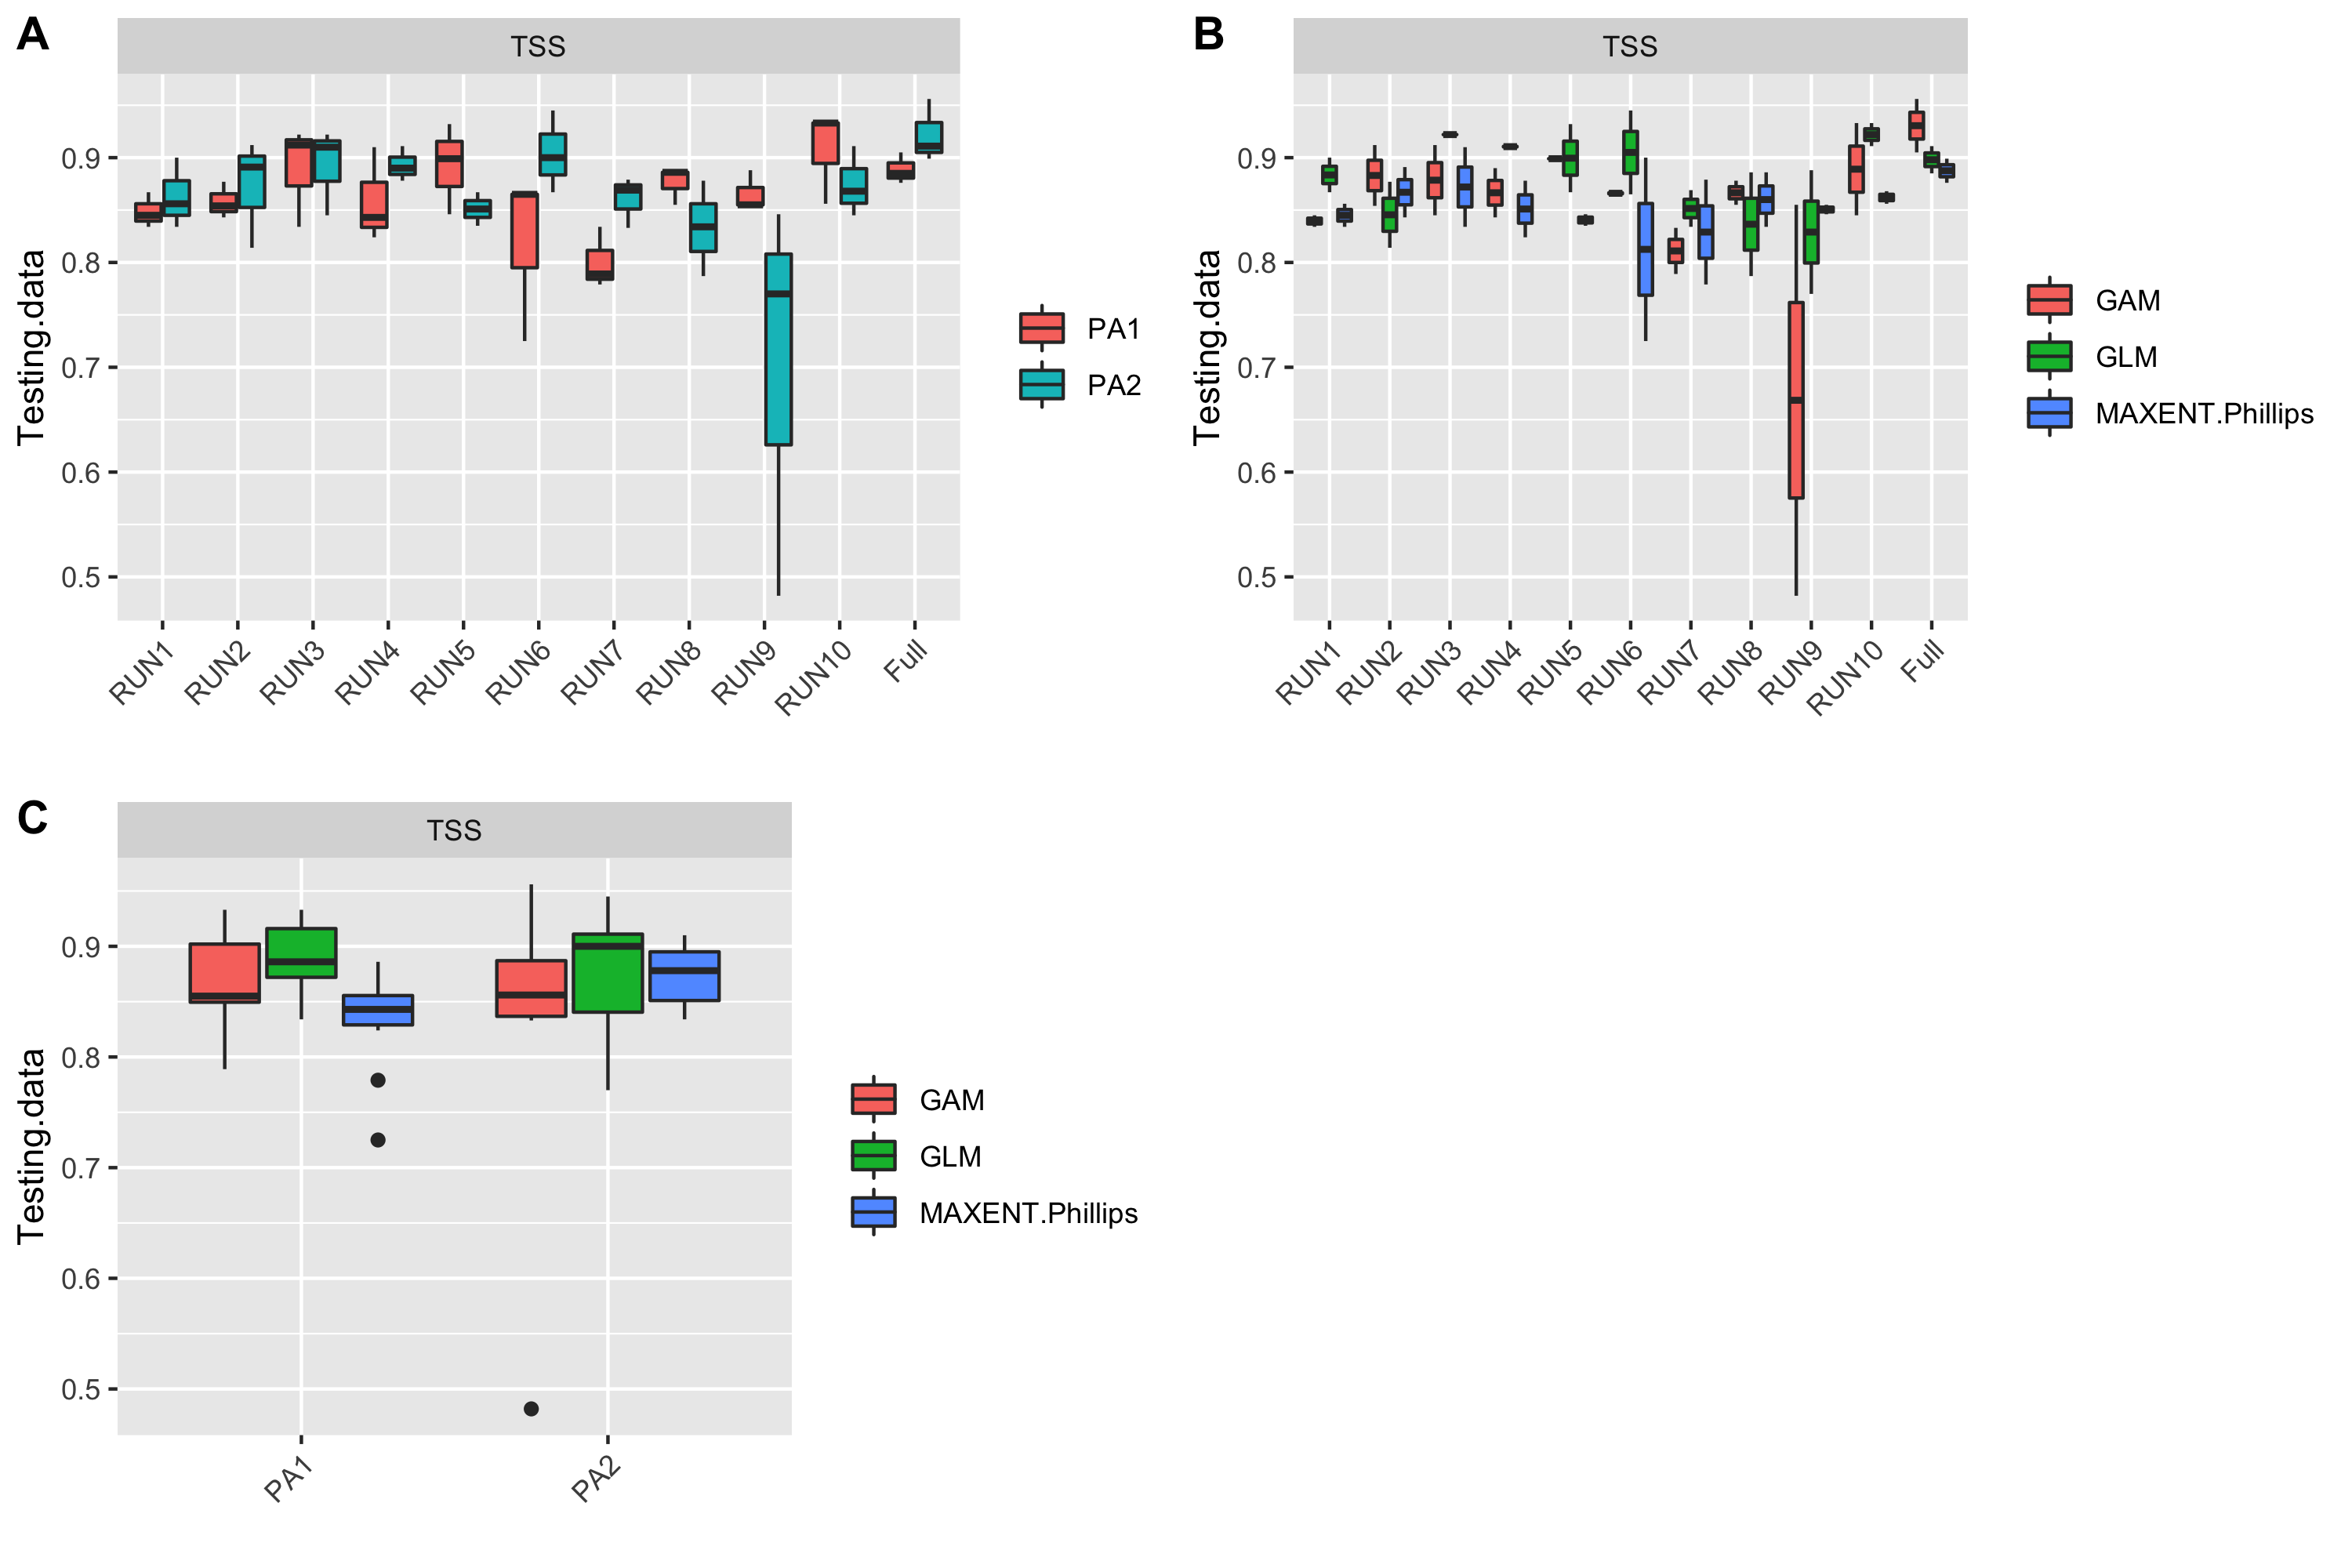 A
TSS
Testing.data
0.9
0.8
0.7
0.6
0.5
RUN1
RUN2
RUN3
RUN4
RUN5
RUN6
RUN7
RUN8
RUN9
RUN10
Full
PA1
PA2
B
TSS
Testing.data
0.9
0.8
0.7
0.6
0.5
RUN1
RUN2
RUN3
RUN4
RUN5
RUN6
RUN7
RUN8
RUN9
RUN10
Full
GAM
GLM
MAXENT.Phillips
C
TSS
Testing.data
0.9
0.8
0.7
0.6
0.5
PA1
PA2
GAM
GLM
MAXENT.Phillips